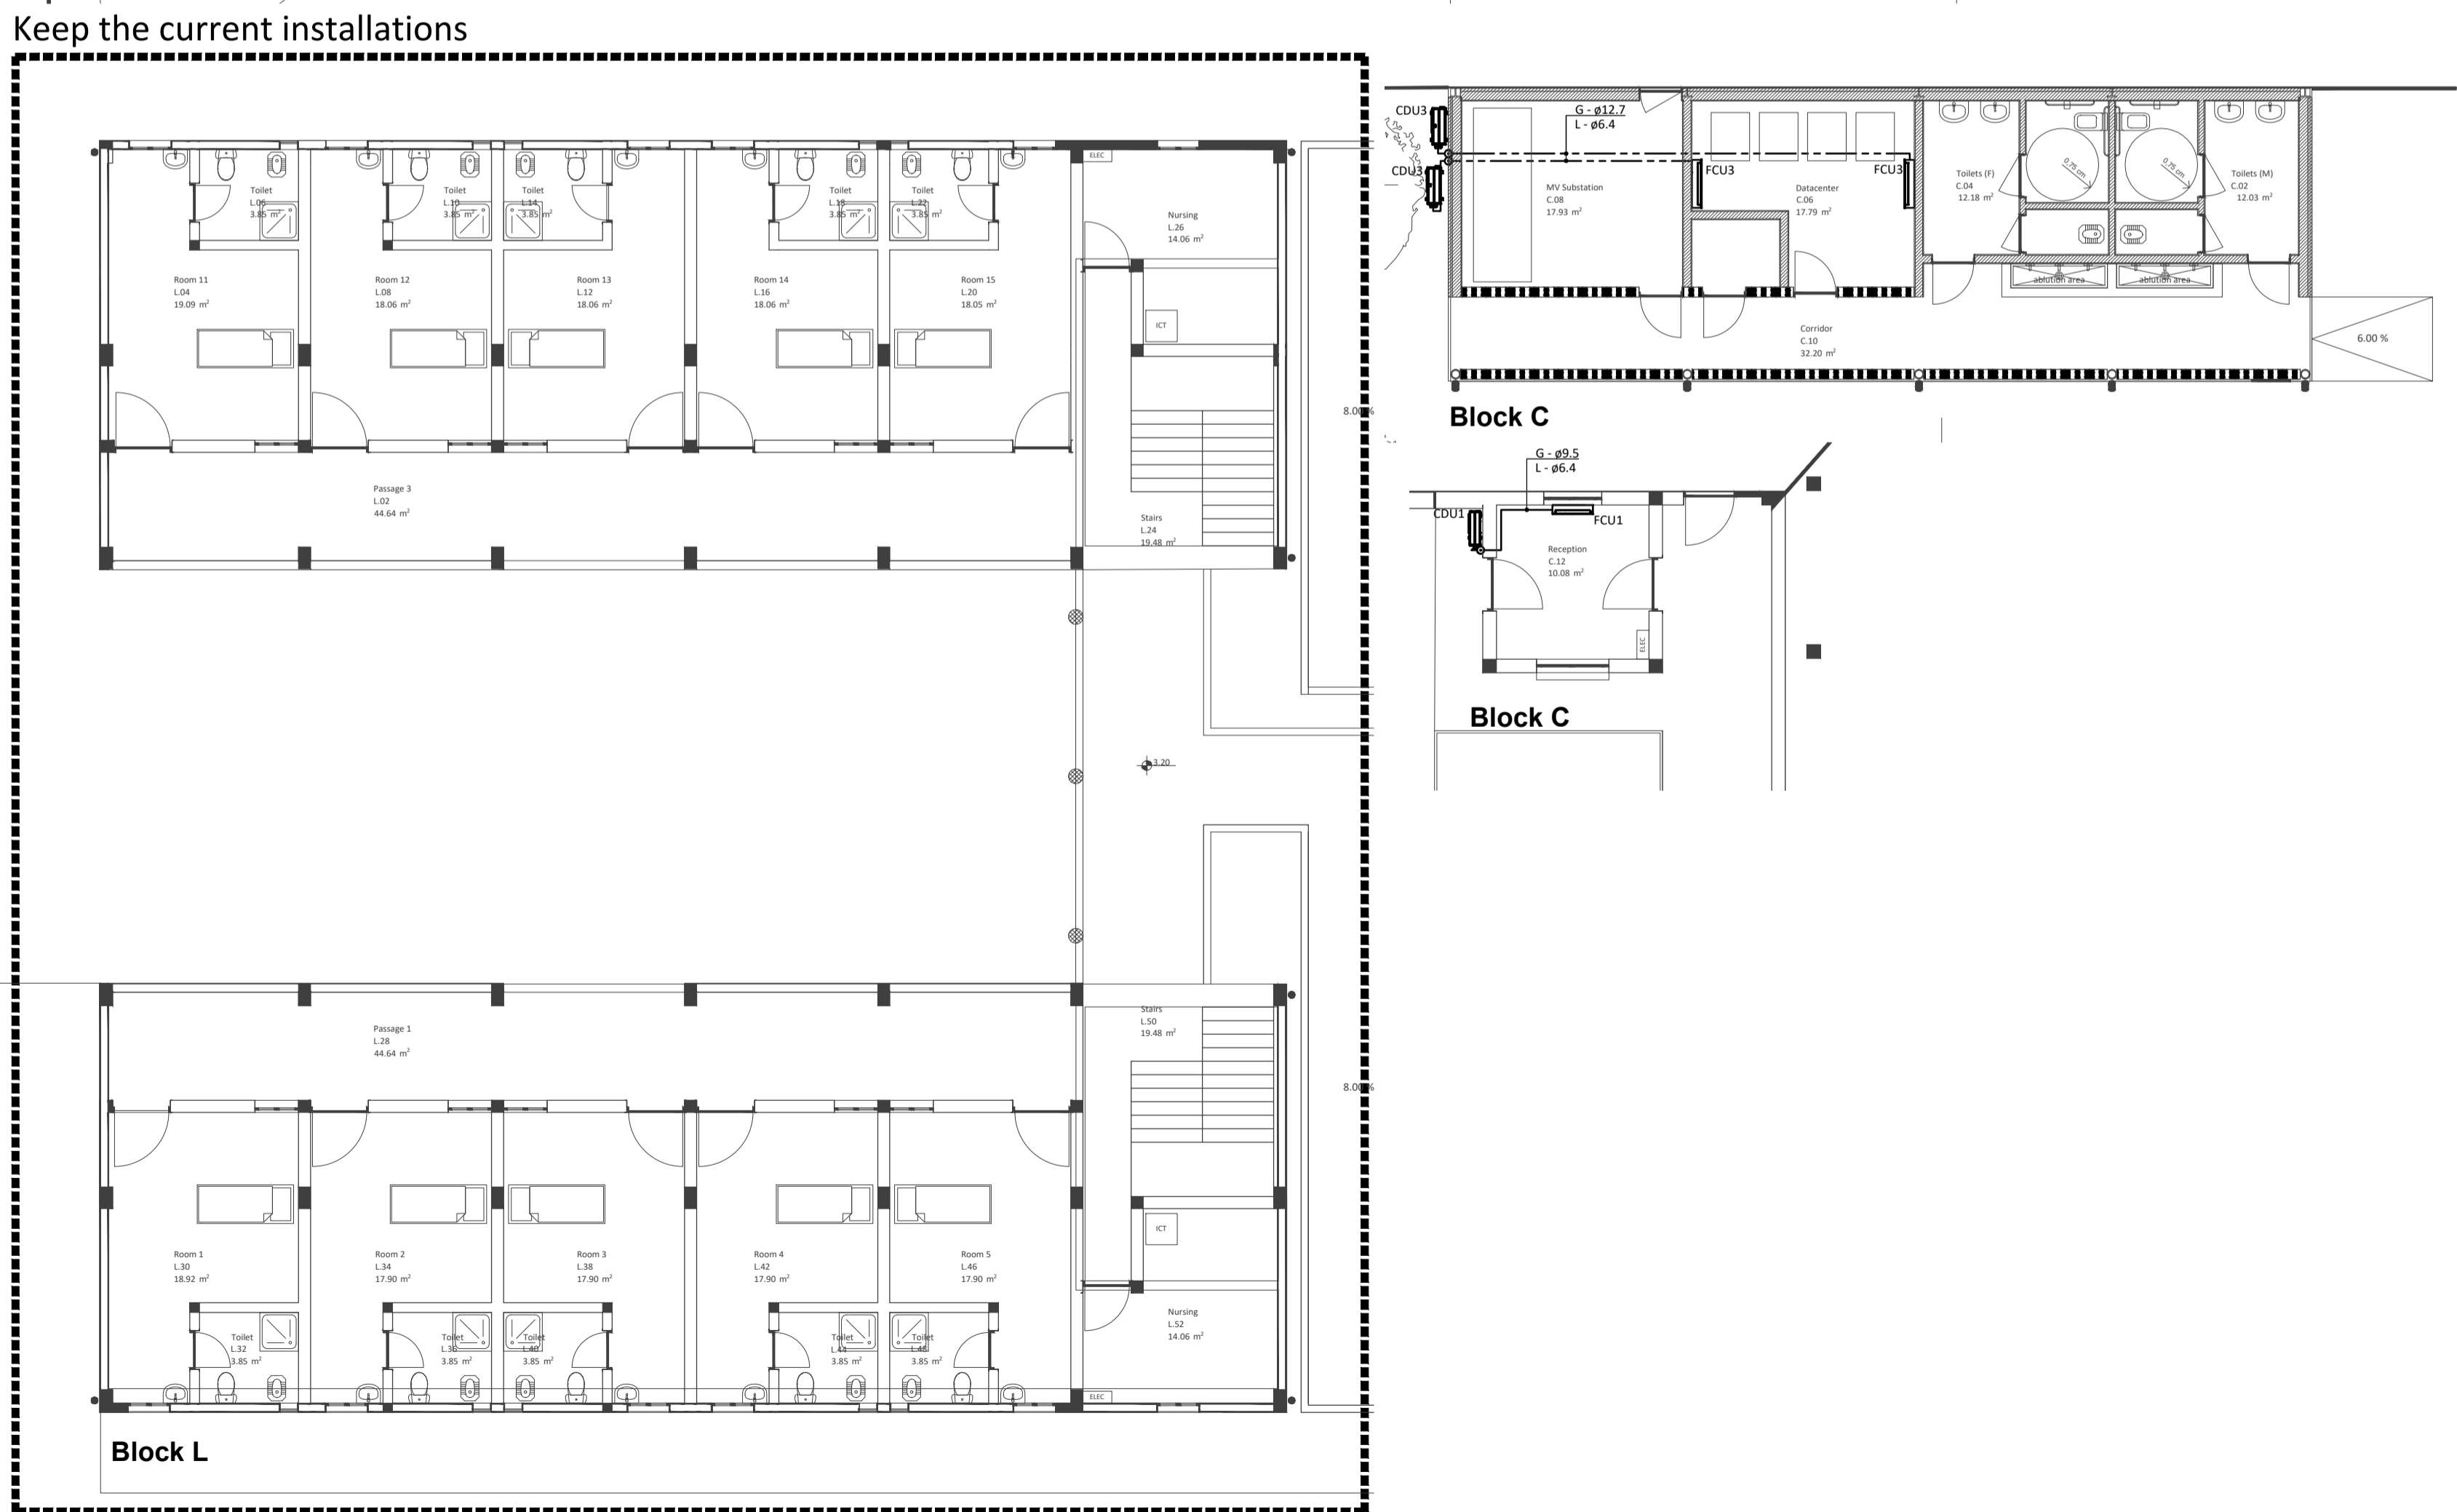 Keep the current installations
ELEC
Toilet
L.06
3.85 m²
Toilet
L.10
3.85 m²
Toilet
L.14
3.85 m²
Toilet
L.18
3.85 m²
Toilet
L.22
3.85 m²
Nursing
L.26
14.06 m²
Room 11
L.04
19.09 m²
Room 12
L.08
18.06 m²
Room 13
L.12
18.06 m²
Room 14
L.16
18.06 m²
Room 15
L.20
18.05 m²
ICT
8.00 %
Passage 3
L.02
44.64 m²
Stairs
L.24
19.48 m²
3.20
Passage 1
L.28
44.64 m²
Stairs
L.50
19.48 m²
8.00 %
ICT
Room 1
L.30
18.92 m²
Room 2
L.34
17.90 m²
Room 3
L.38
17.90 m²
Room 4
L.42
17.90 m²
Room 5
L.46
17.90 m²
Nursing
L.52
14.06 m²
Toilet
L.32
3.85 m²
Toilet
L.36
3.85 m²
Toilet
L.40
3.85 m²
Toilet
L.44
3.85 m²
Toilet
L.48
3.85 m²
ELEC
Block L
CDU3
G - ø12.7
L - ø6.4
CDU3
FCU3
FCU3
MV Substation
C.08
17.93 m²
Datacenter
C.06
17.79 m²
Toilets (F)
C.04
12.18 m²
0.75 cm
0.75 cm
Toilets (M)
C.02
12.03 m²
ablution area
ablution area
Corridor
C.10
32.20 m²
6.00 %
Block C
G - ø9.5
L - ø6.4
CDU1
FCU1
Reception
C.12
10.08 m²
ELEC
Block C